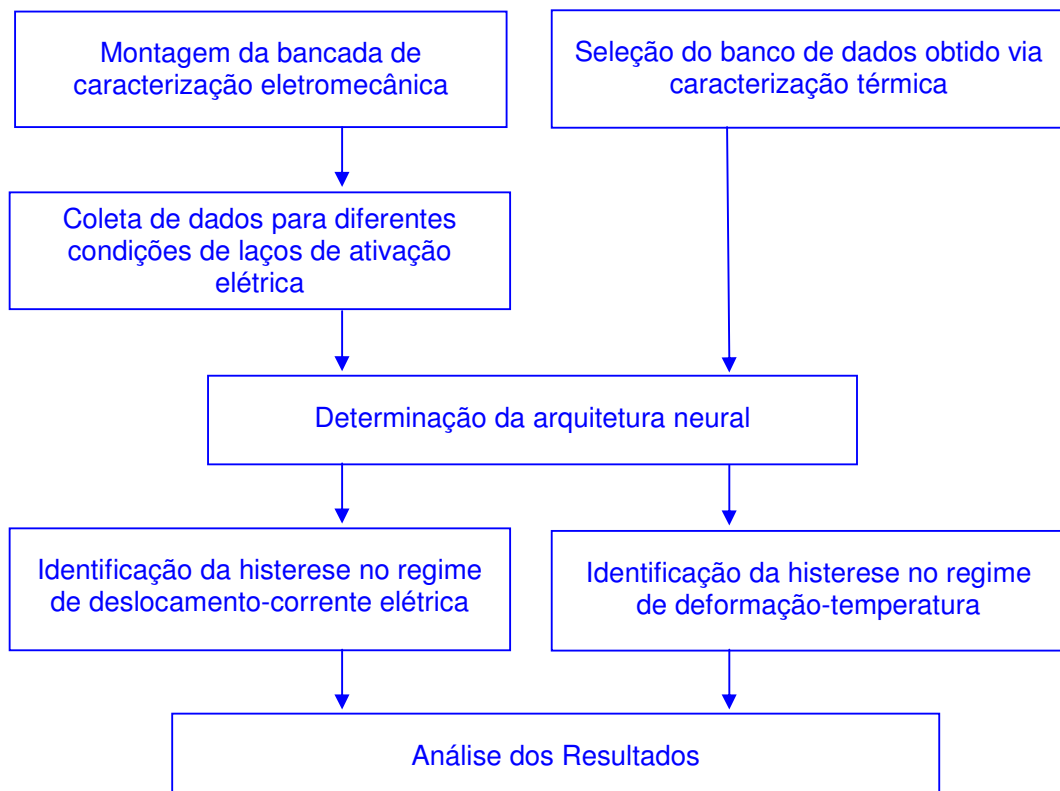 Montagem da bancada de
caracterização eletromecânica
Seleção do banco de dados obtido via
caracterização térmica
Coleta de dados para diferentes
condições de laços de ativação
elétrica
Determinação da arquitetura neural
Identificação da histerese no regime
de deslocamento-corrente elétrica
Identificação da histerese no regime
de deformação-temperatura
Análise dos Resultados